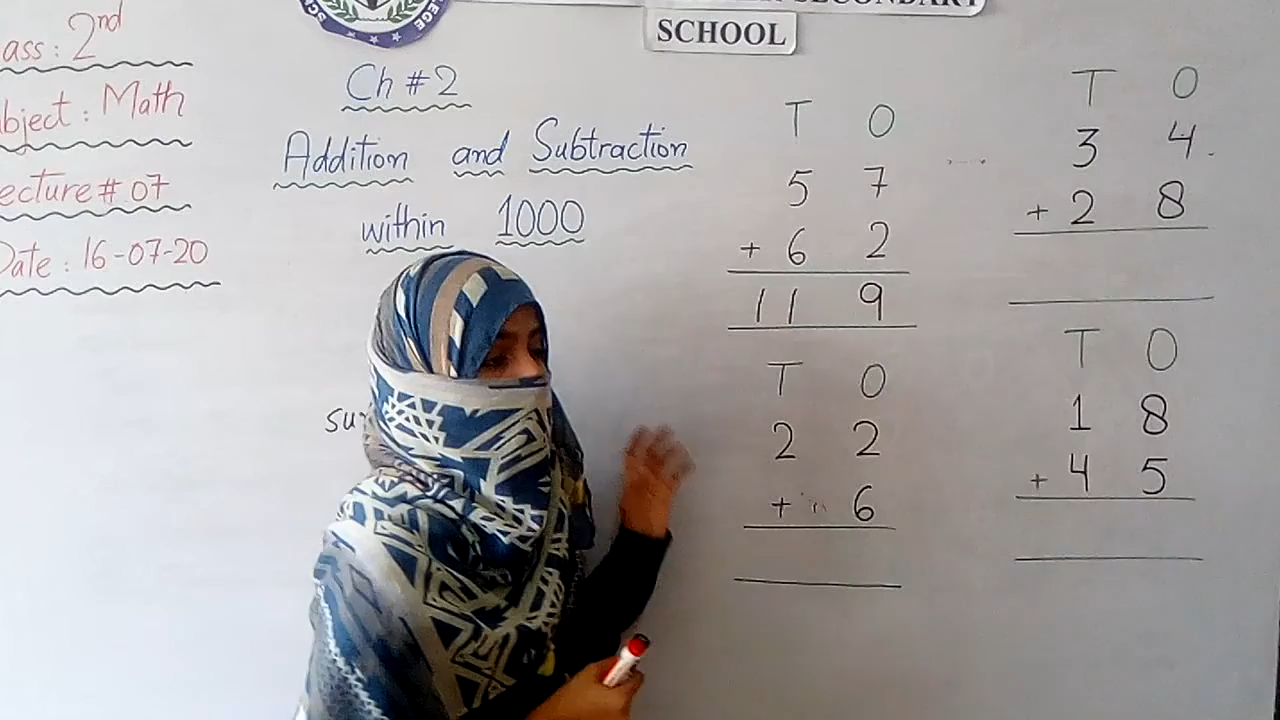 SCHOOL
ass: 2nd
bject: Math
ecture # 07
Date: 16-07-20
Ch # 2
Addition and Subtraction
within 1000
T O
5 7
+ 6 2
11 9
T O
2 2
+ 6
T O
3 4
+ 2 8
T O
1 8
+ 4 5